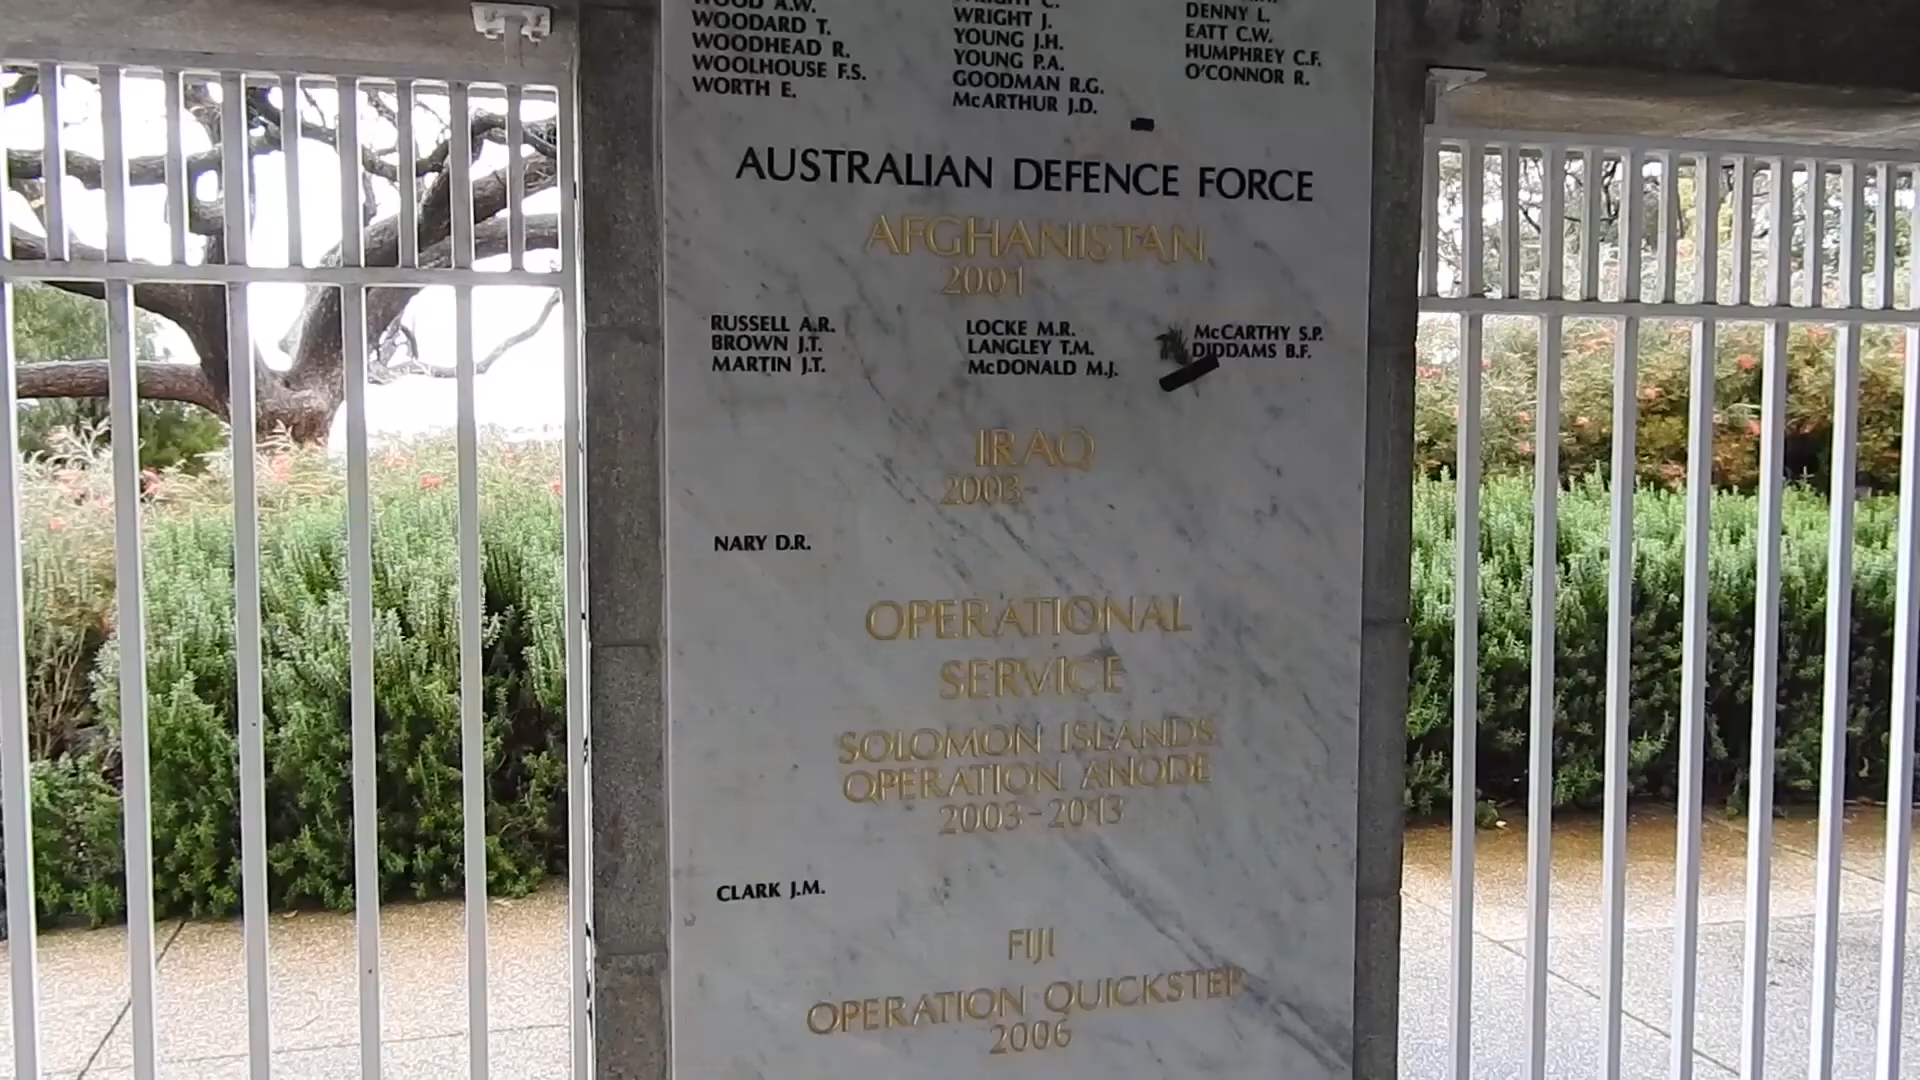 WOOD A.W.
WOODARD T.
WOODHEAD R.
WOOLHOUSE F.S.
WORTH E.
WRIGHT C.
WRIGHT J.
YOUNG J.H.
YOUNG P.A.
GOODMAN R.G.
McARTHUR J.D.
DENNY L.
EATT C.W.
HUMPHREY C.F.
O'CONNOR R.
AUSTRALIAN DEFENCE FORCE
AFGHANISTAN
2001-
RUSSELL A.R.
BROWN J.T.
MARTIN J.T.
LOCKE M.R.
LANGLEY T.M.
McDONALD M.J.
McCARTHY S.P.
DIDDAMS B.F.
IRAQ
2003-
NARY D.R.
OPERATIONAL
SERVICE
SOLOMON ISLANDS
OPERATION ANODE
2003-2013
CLARK J.M.
FIJI
OPERATION QUICKSTEP
2006